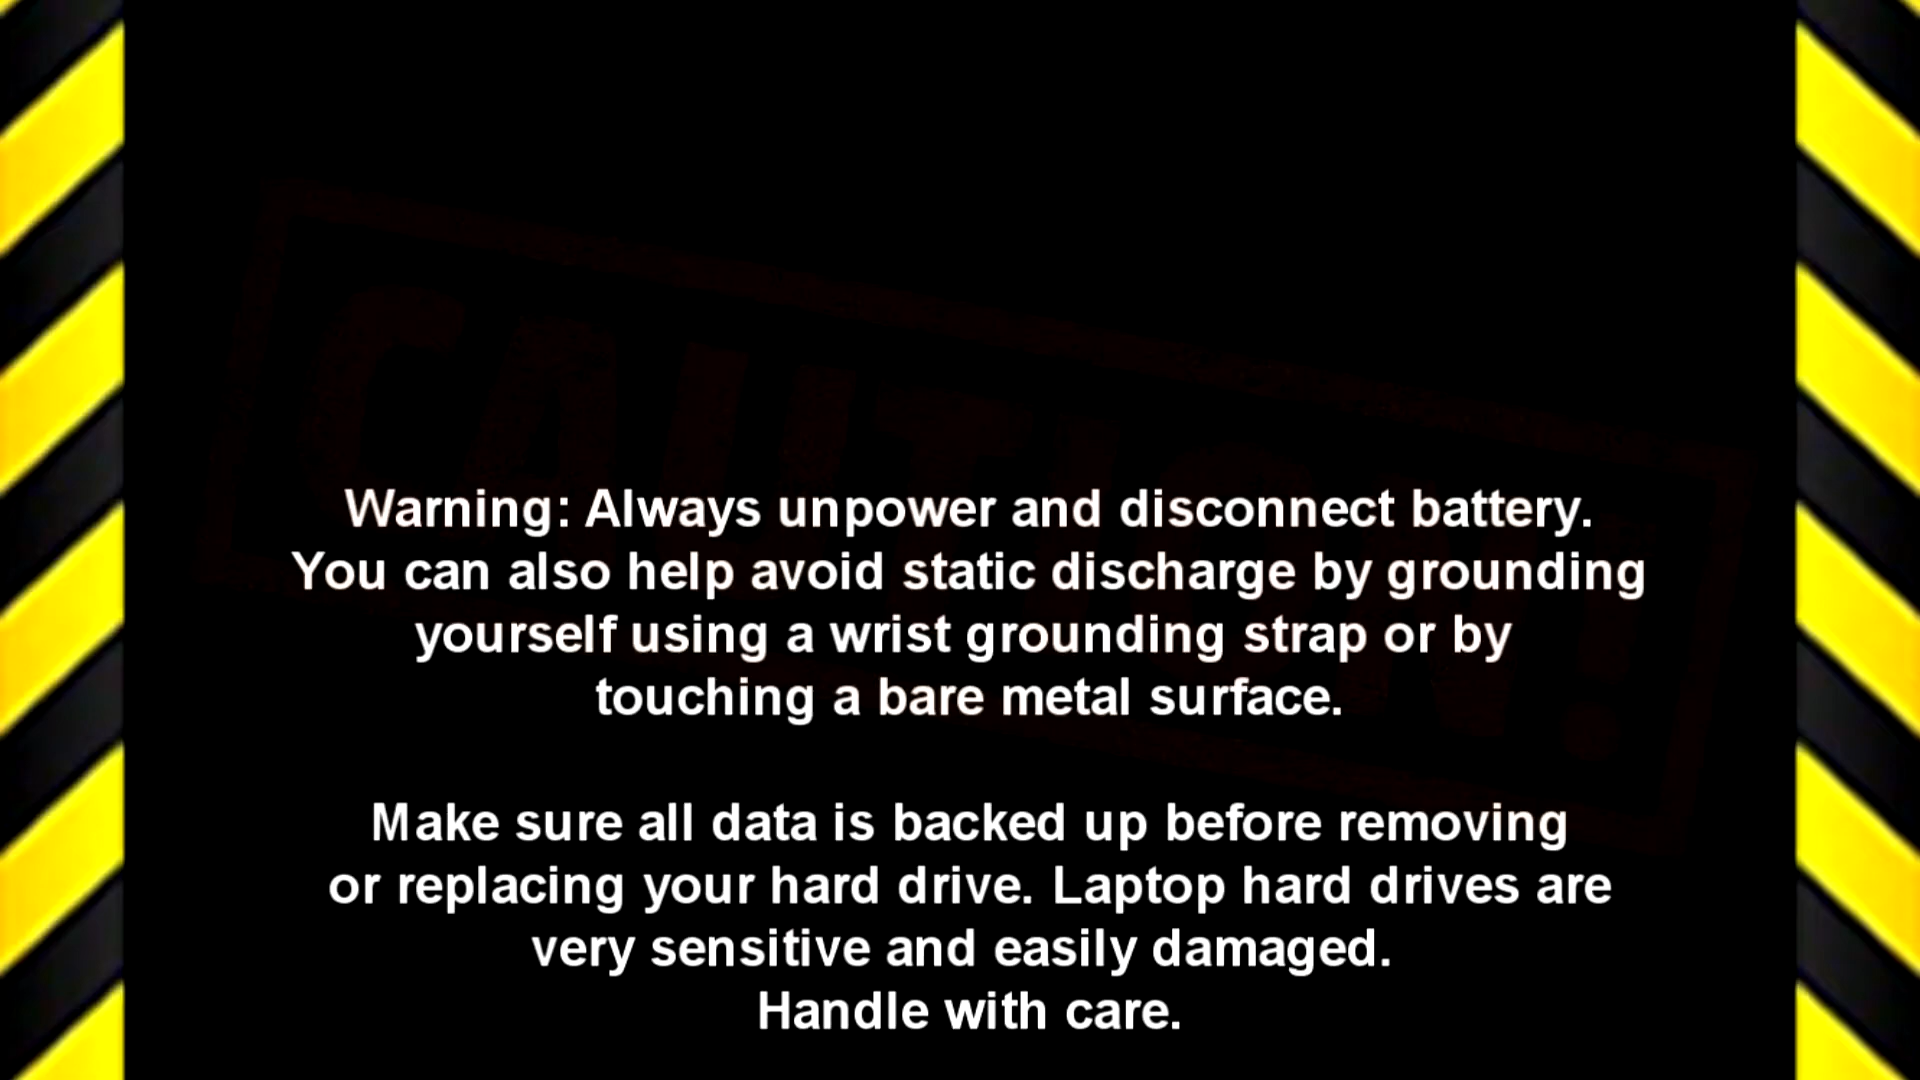 CAUTION!
Warning: Always unpower and disconnect battery.
You can also help avoid static discharge by grounding
yourself using a wrist grounding strap or by
touching a bare metal surface.
Make sure all data is backed up before removing
or replacing your hard drive. Laptop hard drives are
very sensitive and easily damaged.
Handle with care.